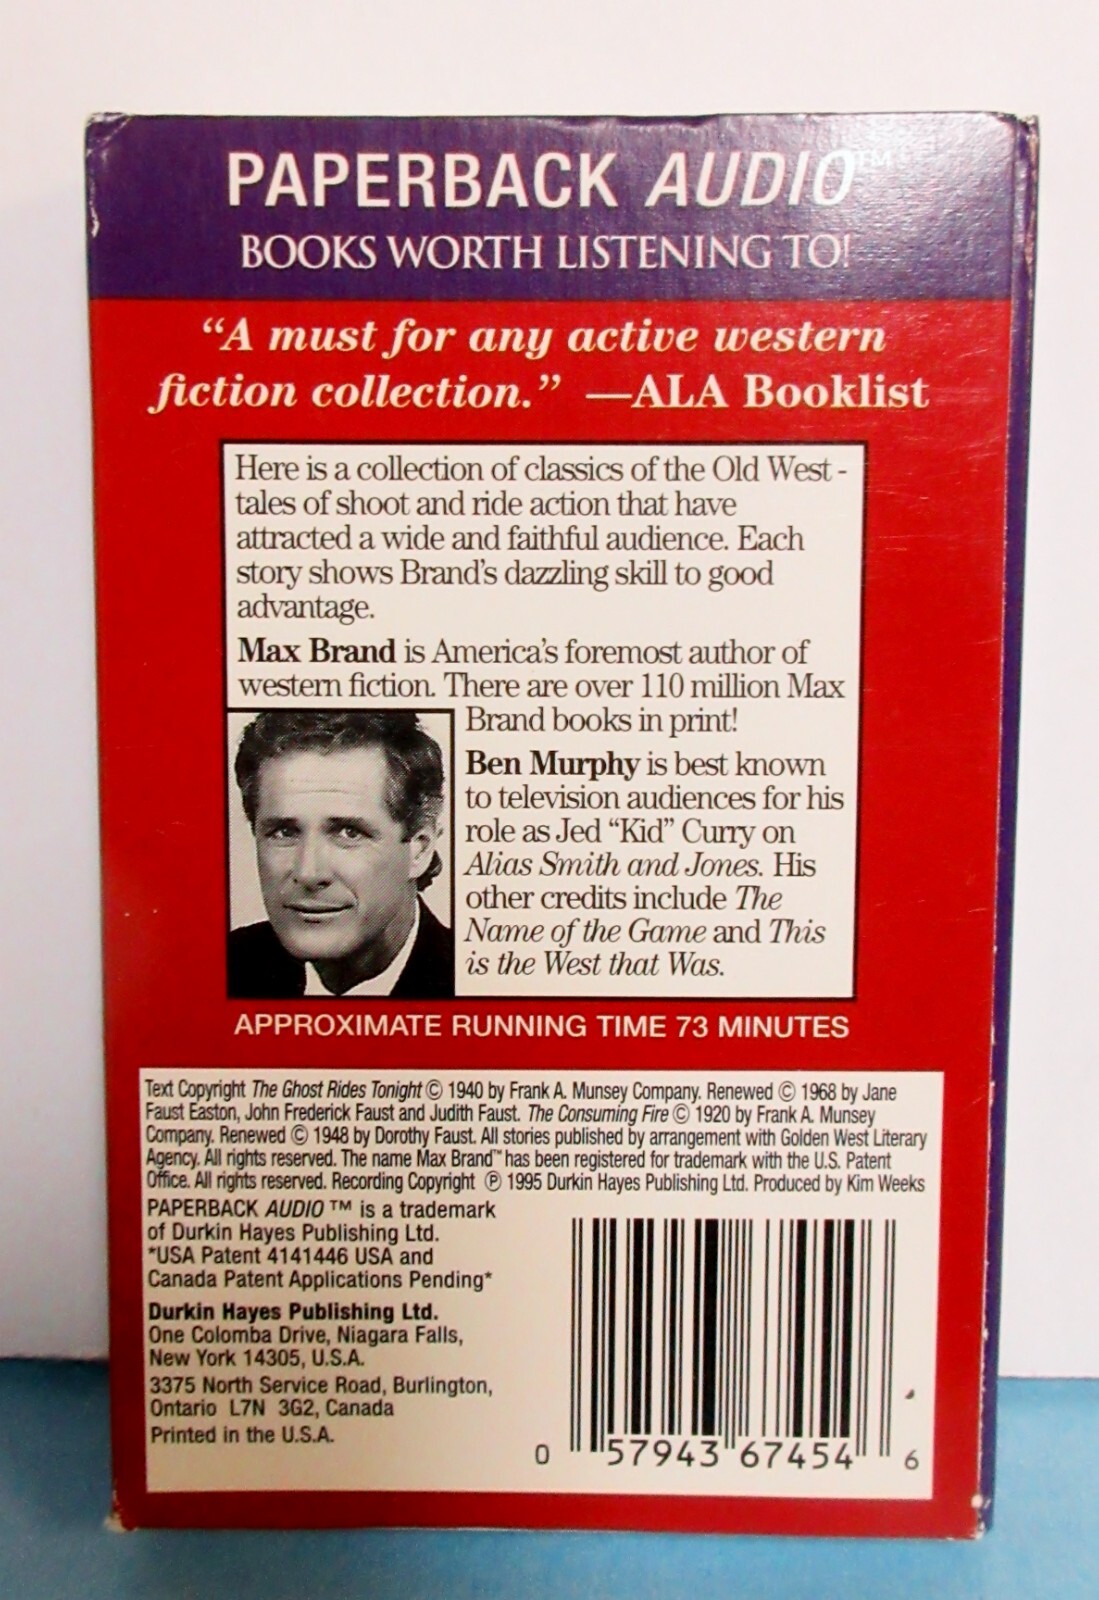 PAPERBACK AUDIO™
BOOKS WORTH LISTENING TO!
“A must for any active western
fiction collection.” —ALA Booklist
Here is a collection of classics of the Old West -
tales of shoot and ride action that have
attracted a wide and faithful audience. Each
story shows Brand's dazzling skill to good
advantage.
Max Brand is America's foremost author of
western fiction. There are over 110 million Max
Brand books in print!
Ben Murphy is best known
to television audiences for his
role as Jed “Kid” Curry on
Alias Smith and Jones. His
other credits include The
Name of the Game and This
is the West that Was.
APPROXIMATE RUNNING TIME 73 MINUTES
Text Copyright The Ghost Rides Tonight © 1940 by Frank A. Munsey Company. Renewed © 1968 by Jane
Faust Easton, John Frederick Faust and Judith Faust. The Consuming Fire © 1920 by Frank A. Munsey
Company. Renewed © 1948 by Dorothy Faust. All stories published by arrangement with Golden West Literary
Agency. All rights reserved. The name Max Brand™ has been registered for trademark with the U.S. Patent
Office. All rights reserved. Recording Copyright ℗ 1995 Durkin Hayes Publishing Ltd. Produced by Kim Weeks
PAPERBACK AUDIO ™ is a trademark
of Durkin Hayes Publishing Ltd.
*USA Patent 4141446 USA and
Canada Patent Applications Pending*
Durkin Hayes Publishing Ltd.
One Colomba Drive, Niagara Falls,
New York 14305, U.S.A.
3375 North Service Road, Burlington,
Ontario L7N 3G2, Canada
Printed in the U.S.A.
0 57943 67454 6